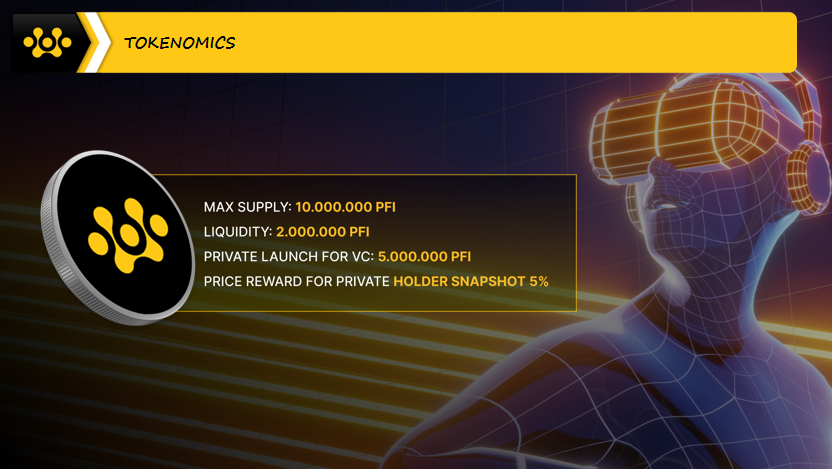 TOKENOMICS
MAX SUPPLY: 10.000.000 PFI
LIQUIDITY: 2.000.000 PFI
PRIVATE LAUNCH FOR VC: 5.000.000 PFI
PRICE REWARD FOR PRIVATE HOLDER SNAPSHOT 5%